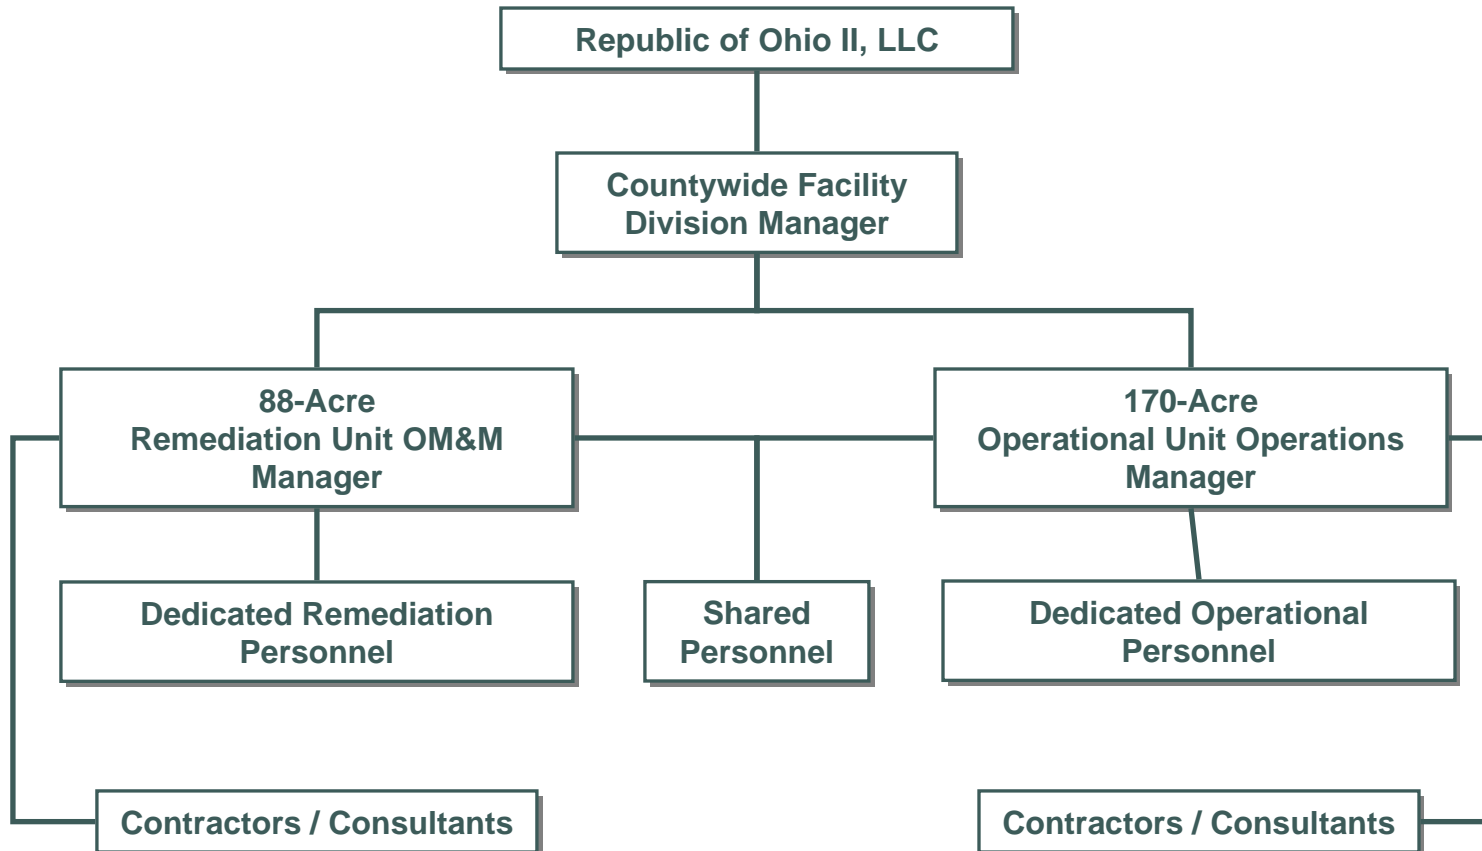 Republic of Ohio II, LLC
Countywide Facility
Division Manager
88-Acre
Remediation Unit OM&M
Manager
170-Acre
Operational Unit Operations
Manager
Dedicated Remediation
Personnel
Shared
Personnel
Dedicated Operational
Personnel
Contractors / Consultants
Contractors / Consultants